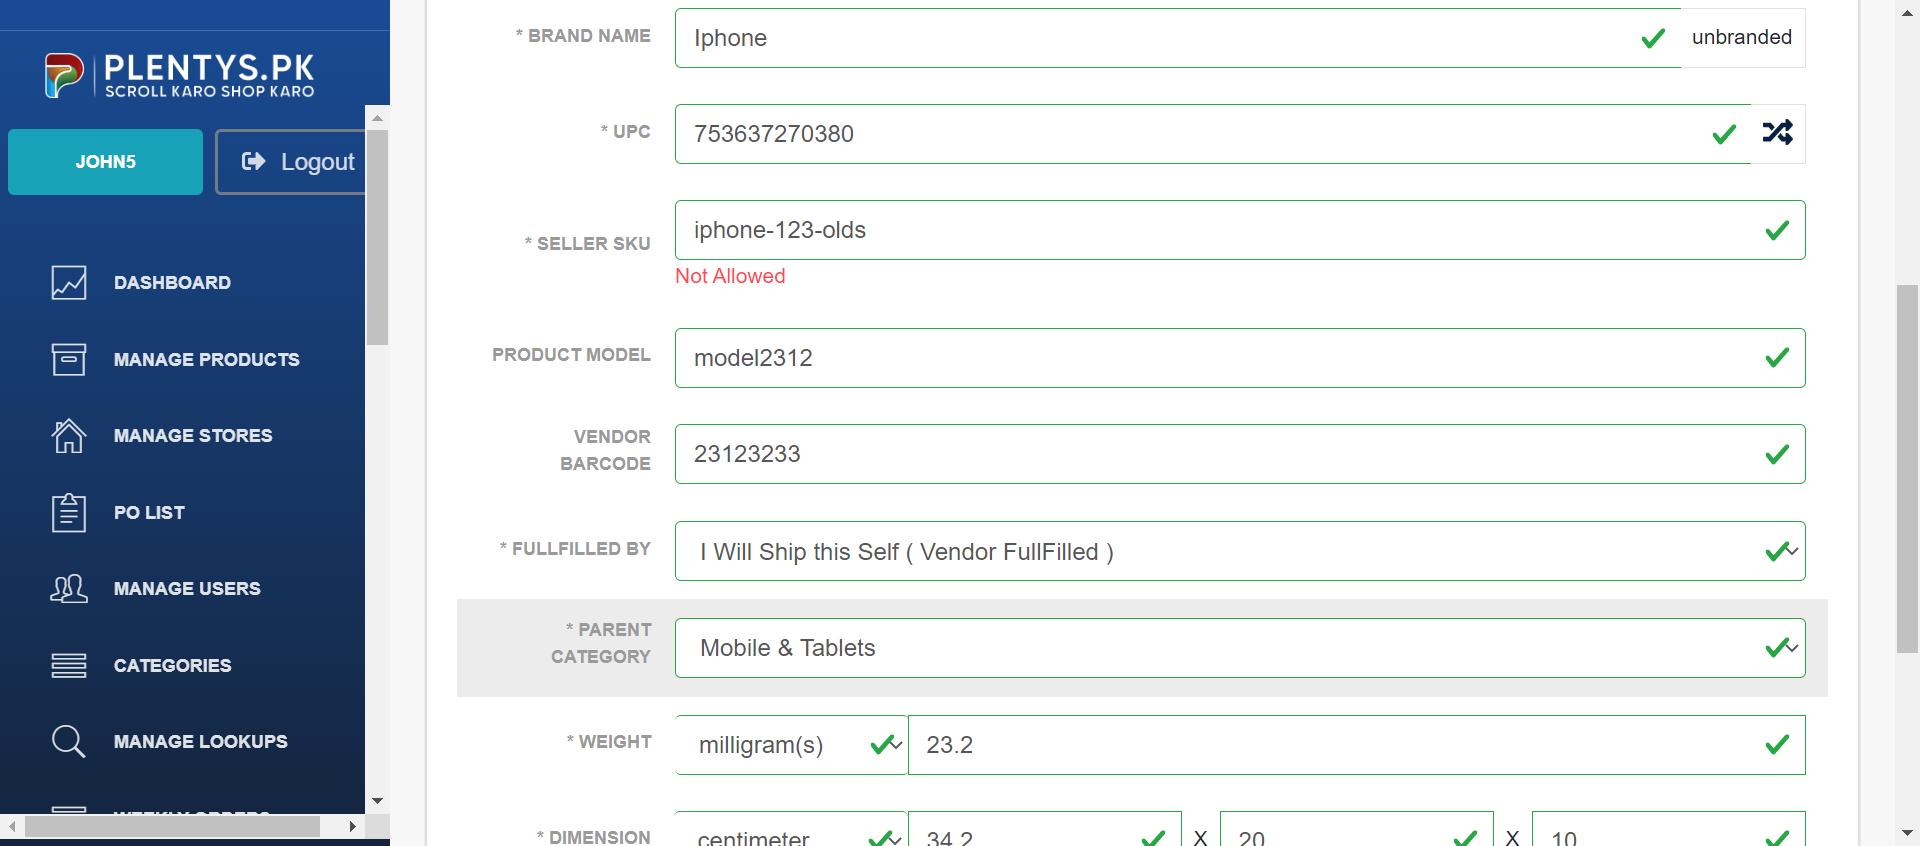 PLENTYS.PK
SCROLL KARO SHOP KARO
JOHN5
Logout
DASHBOARD
MANAGE PRODUCTS
MANAGE STORES
PO LIST
MANAGE USERS
CATEGORIES
MANAGE LOOKUPS
WEEKLY ORDERS
* BRAND NAME
Iphone
unbranded
* UPC
753637270380
* SELLER SKU
iphone-123-olds
Not Allowed
PRODUCT MODEL
model2312
VENDOR
BARCODE
23123233
* FULLFILLED BY
I Will Ship this Self ( Vendor FullFilled )
* PARENT
CATEGORY
Mobile & Tablets
* WEIGHT
milligram(s)
23.2
* DIMENSION
centimeter
34.2
X
20
X
10